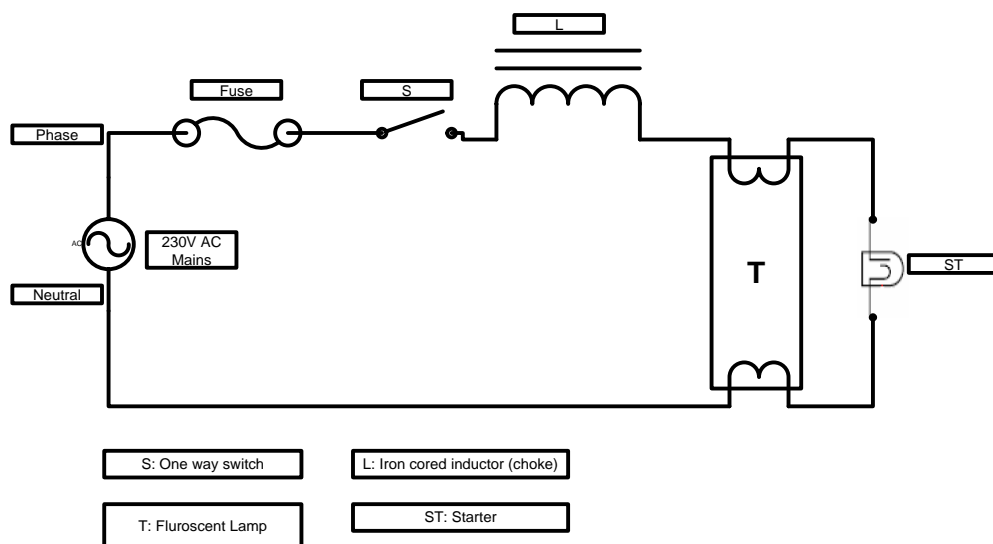 L
Fuse
S
Phase
AC
230V AC
Mains
T
ST
Neutral
S: One way switch
L: Iron cored inductor (choke)
T: Fluroscent Lamp
ST: Starter